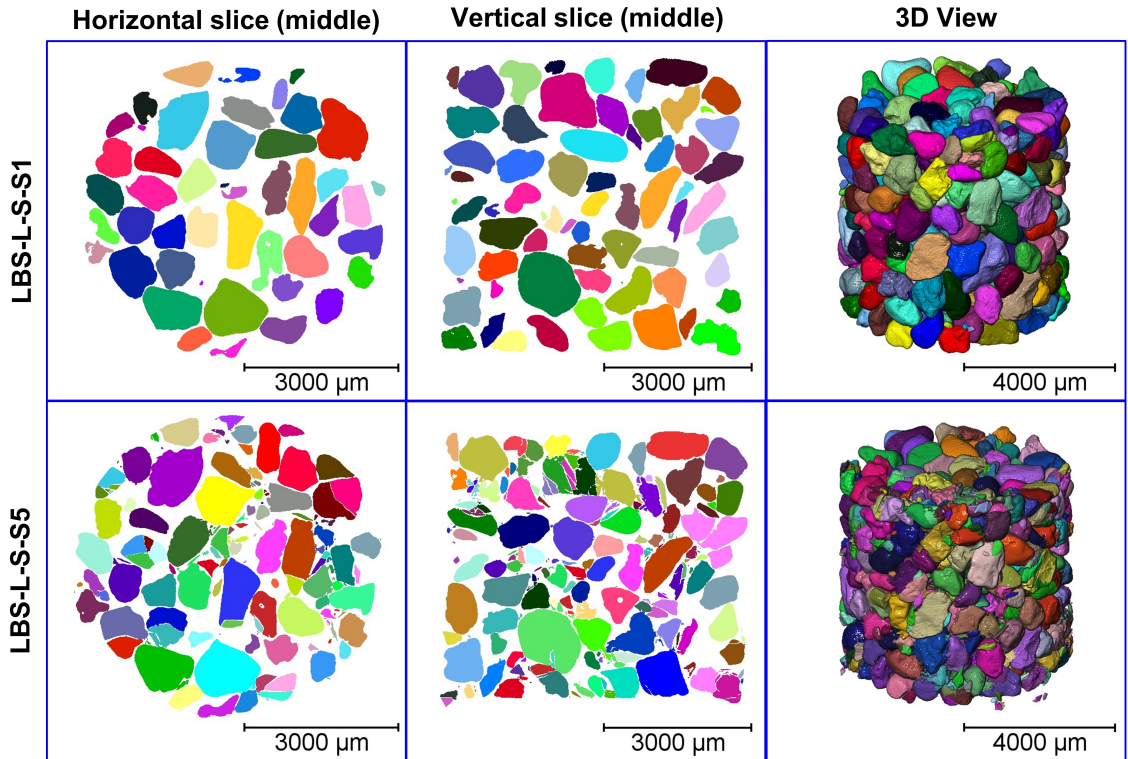 Horizontal slice (middle)
Vertical slice (middle)
3D View
LBS-L-S-S1
3000 µm
3000 µm
4000 µm
LBS-L-S-S5
3000 µm
3000 µm
4000 µm